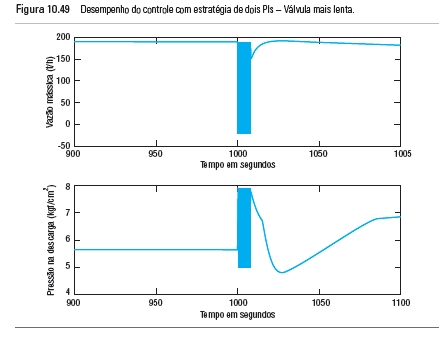 Figura 10.49 Desempenho do controle com estratégia de dois PIs – Válvula mais lenta.
200
150
100
50
0
-50
Vazão mássica (t/h)
900 950 1000 1050 1005
Tempo em segundos
8
7
6
5
4
Pressão na descarga (kgf/cm²)
900 950 1000 1050 1100
Tempo em segundos